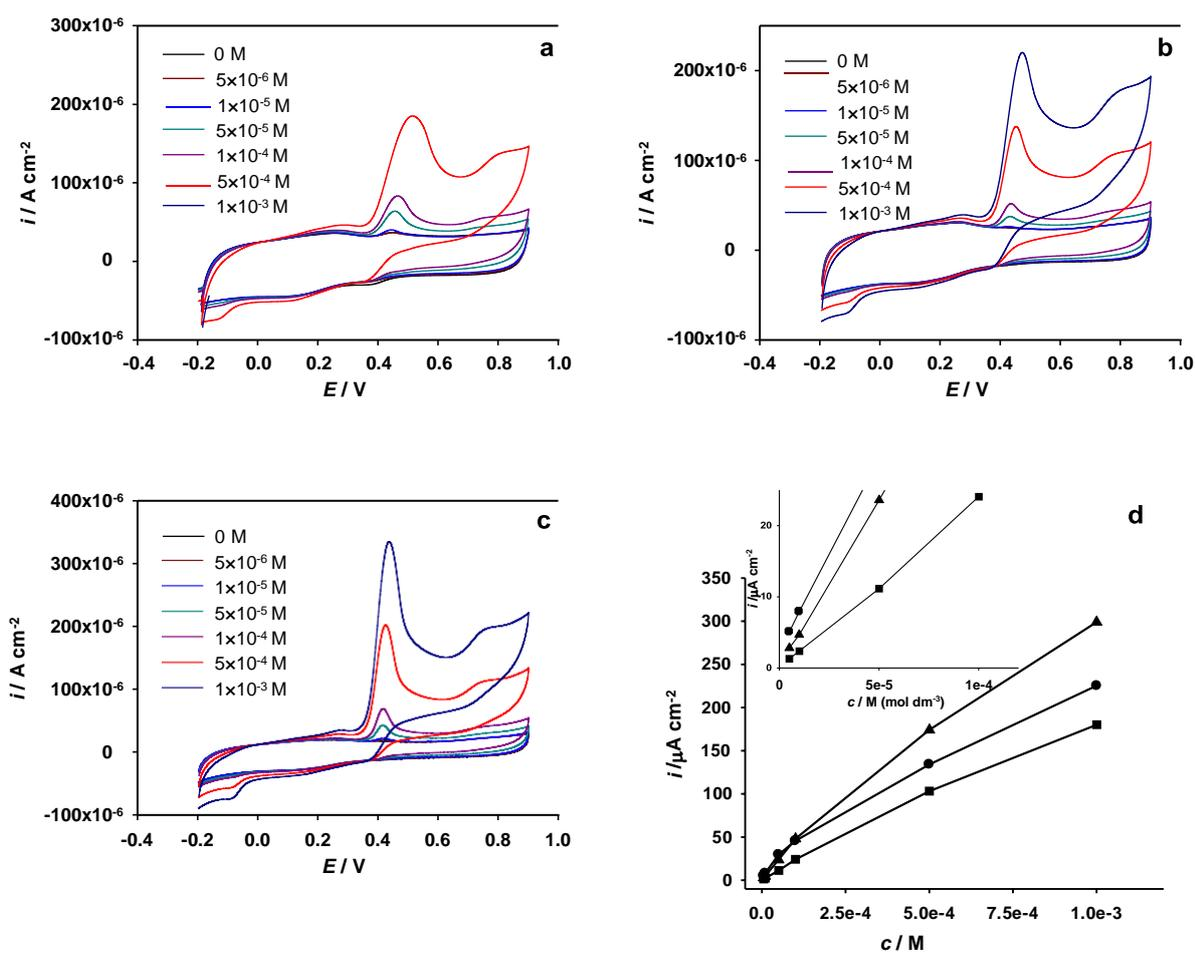 a
300x10⁻⁶
200x10⁻⁶
100x10⁻⁶
0
-100x10⁻⁶
i / A cm⁻²
0 M
5×10⁻⁶ M
1×10⁻⁵ M
5×10⁻⁵ M
1×10⁻⁴ M
5×10⁻⁴ M
1×10⁻³ M
-0.4 -0.2 0.0 0.2 0.4 0.6 0.8 1.0
E / V
b
200x10⁻⁶
100x10⁻⁶
0
-100x10⁻⁶
i / A cm⁻²
0 M
5×10⁻⁶ M
1×10⁻⁵ M
5×10⁻⁵ M
1×10⁻⁴ M
5×10⁻⁴ M
1×10⁻³ M
-0.4 -0.2 0.0 0.2 0.4 0.6 0.8 1.0
E / V
c
400x10⁻⁶
300x10⁻⁶
200x10⁻⁶
100x10⁻⁶
0
-100x10⁻⁶
i / A cm⁻²
0 M
5×10⁻⁶ M
1×10⁻⁵ M
5×10⁻⁵ M
1×10⁻⁴ M
5×10⁻⁴ M
1×10⁻³ M
-0.4 -0.2 0.0 0.2 0.4 0.6 0.8 1.0
E / V
d
20
10
0
i /µA cm⁻²
0 5e-5 1e-4
c / M (mol dm⁻³)
350
300
250
200
150
100
50
0
i /µA cm⁻²
0.0 2.5e-4 5.0e-4 7.5e-4 1.0e-3
c / M